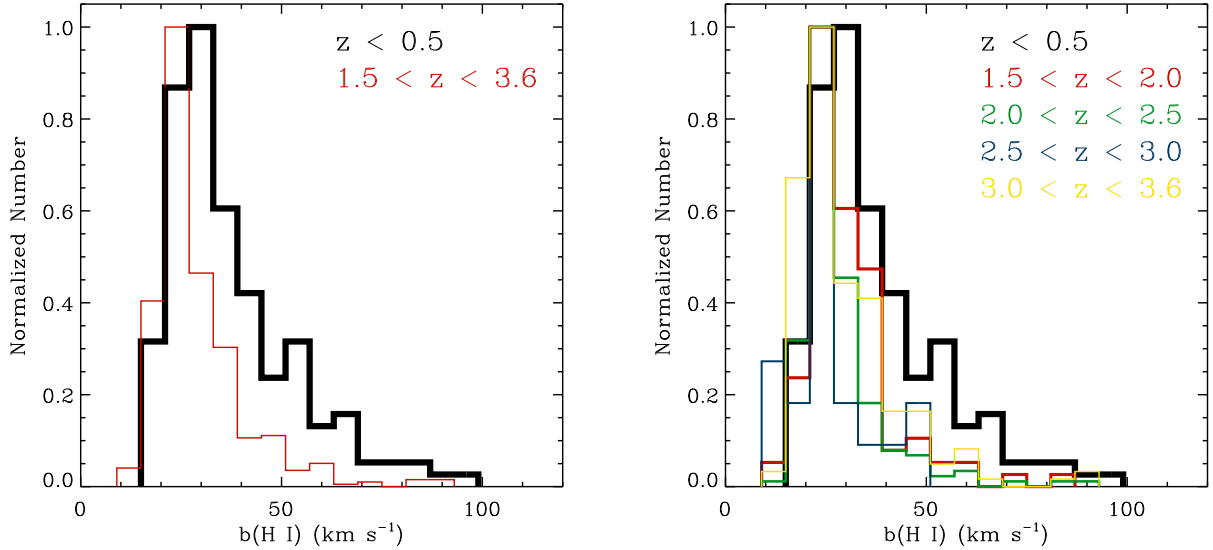 z < 0.5
1.5 < z < 3.6
Normalized Number
1.0
0.8
0.6
0.4
0.2
0.0
0
50
100
b(H I) (km s⁻¹)
z < 0.5
1.5 < z < 2.0
2.0 < z < 2.5
2.5 < z < 3.0
3.0 < z < 3.6
Normalized Number
1.0
0.8
0.6
0.4
0.2
0.0
0
50
100
b(H I) (km s⁻¹)